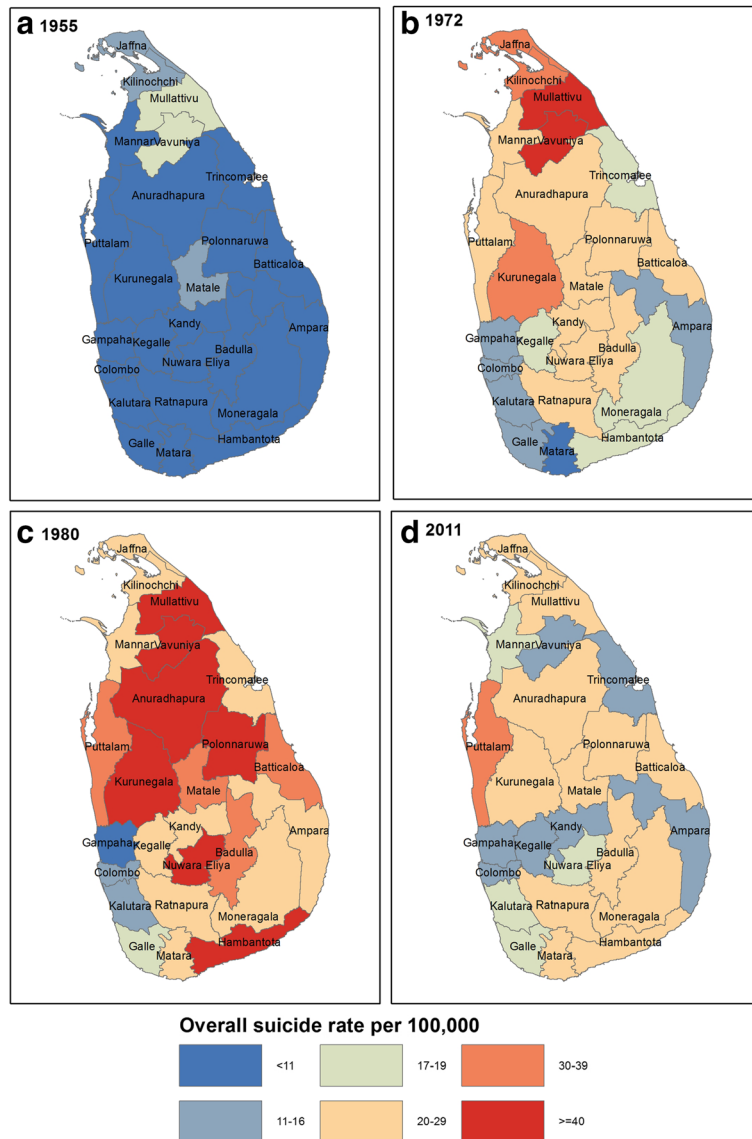 a 1955
Jaffna
Kilinochchi
Mullattivu
Mannar Vavuniya
Trincomalee
Anuradhapura
Polonnaruwa
Puttalam
Batticaloa
Kurunegala
Matale
Kandy
Ampara
Gampaha
Kegalle
Badulla
Nuwara Eliya
Colombo
Kalutara
Ratnapura
Moneragala
Galle
Hambantota
Matara
b 1972
Jaffna
Kilinochchi
Mullattivu
Mannar Vavuniya
Trincomalee
Anuradhapura
Polonnaruwa
Puttalam
Batticaloa
Kurunegala
Matale
Kandy
Ampara
Gampaha
Kegalle
Badulla
Nuwara Eliya
Colombo
Kalutara
Ratnapura
Moneragala
Galle
Hambantota
Matara
c 1980
Jaffna
Kilinochchi
Mullattivu
Mannar Vavuniya
Trincomalee
Anuradhapura
Polonnaruwa
Puttalam
Batticaloa
Kurunegala
Matale
Kandy
Ampara
Gampaha
Kegalle
Badulla
Nuwara Eliya
Colombo
Kalutara
Ratnapura
Moneragala
Galle
Hambantota
Matara
d 2011
Jaffna
Kilinochchi
Mullattivu
Mannar Vavuniya
Trincomalee
Anuradhapura
Polonnaruwa
Puttalam
Batticaloa
Kurunegala
Matale
Kandy
Ampara
Gampaha
Kegalle
Badulla
Nuwara Eliya
Colombo
Kalutara
Ratnapura
Moneragala
Galle
Hambantota
Matara
Overall suicide rate per 100,000
<11 17-19 30-39
11-16 20-29 >=40